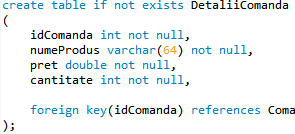 create table if not exists DetaliiComanda
(
    idComanda int not null,
    numeProdus varchar(64) not null,
    pret double not null,
    cantitate int not null,

    foreign key(idComanda) references Coma
);